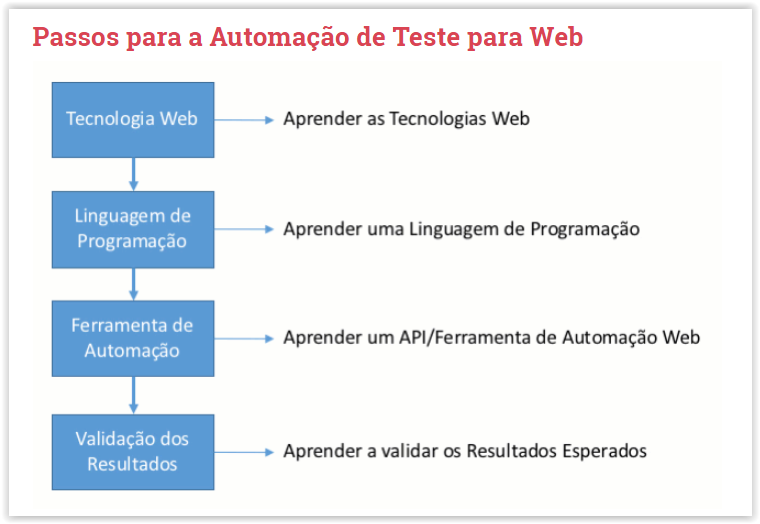 Passos para a Automação de Teste para Web
Tecnologia Web
Aprender as Tecnologias Web
Linguagem de
Programação
Aprender uma Linguagem de Programação
Ferramenta de
Automação
Aprender um API/Ferramenta de Automação Web
Validação dos
Resultados
Aprender a validar os Resultados Esperados